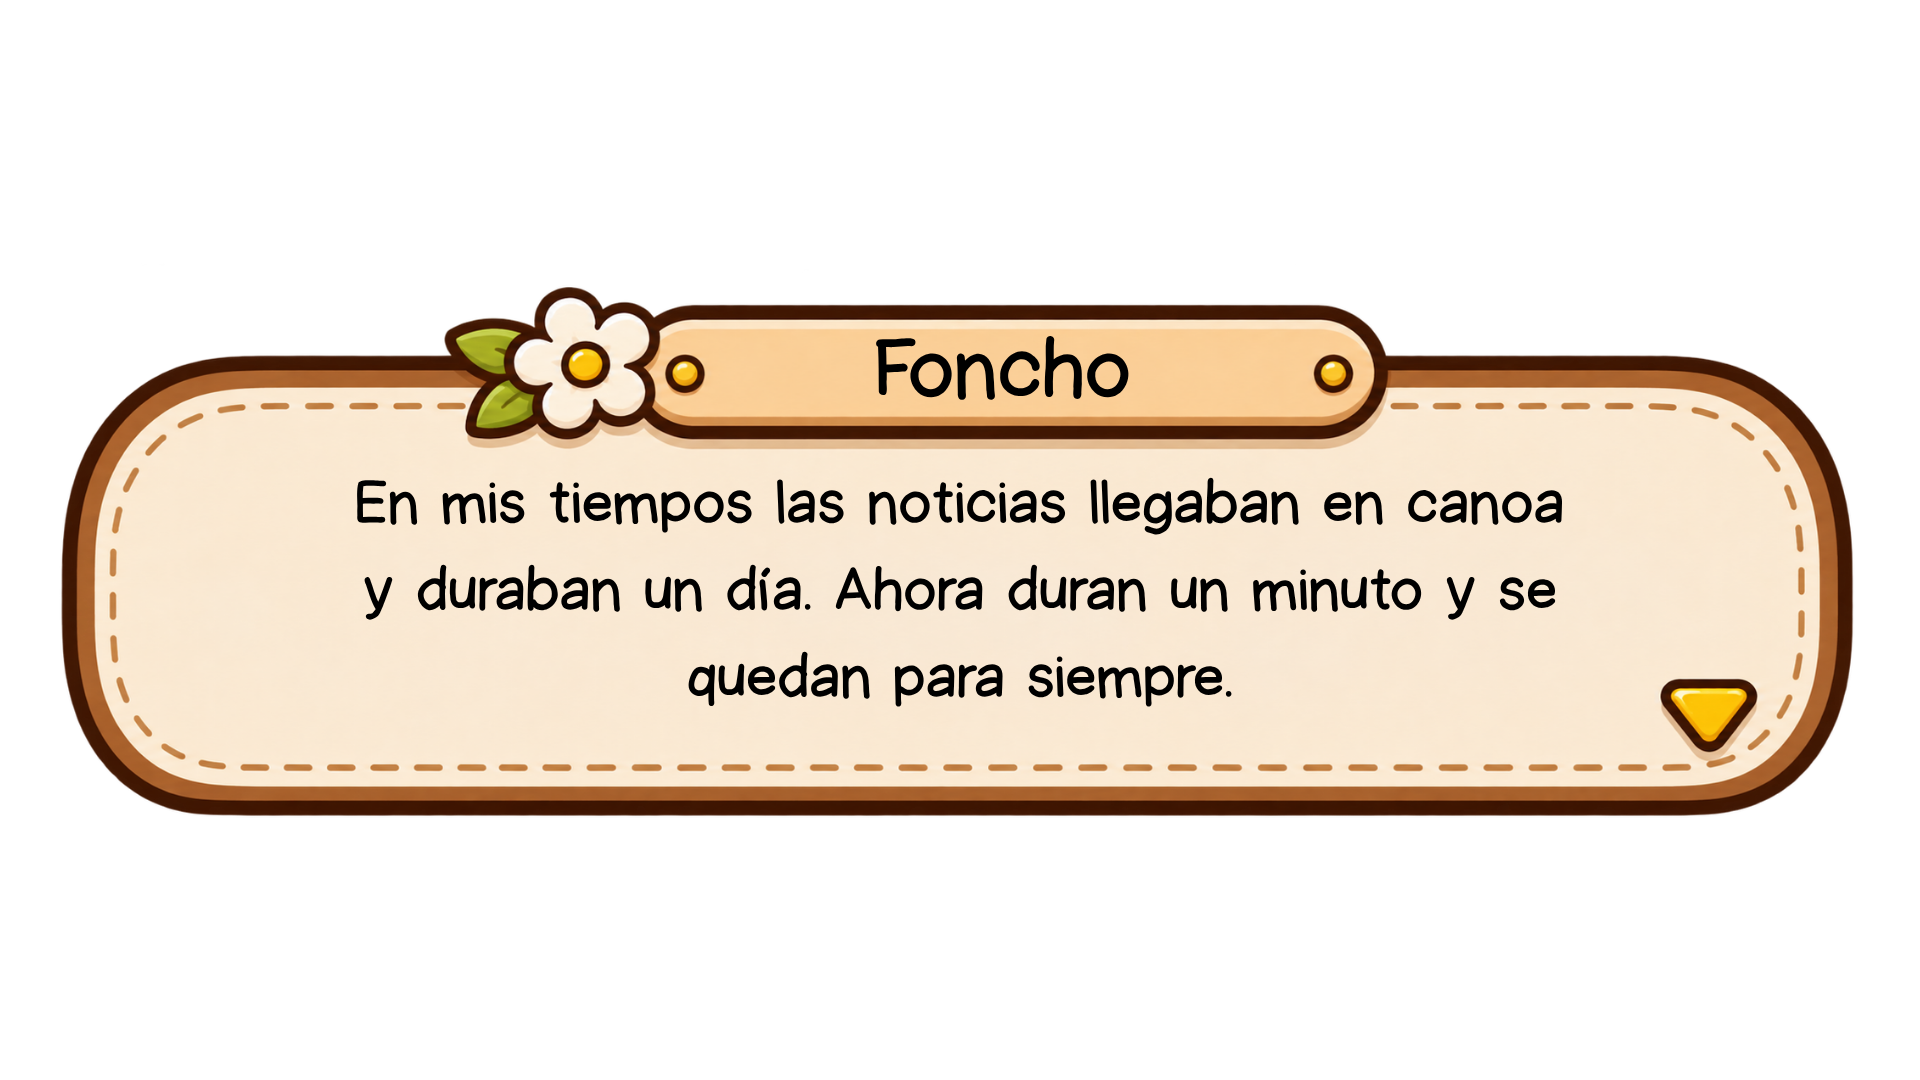 Foncho
En mis tiempos las noticias llegaban en canoa
y duraban un día. Ahora duran un minuto y se
quedan para siempre.